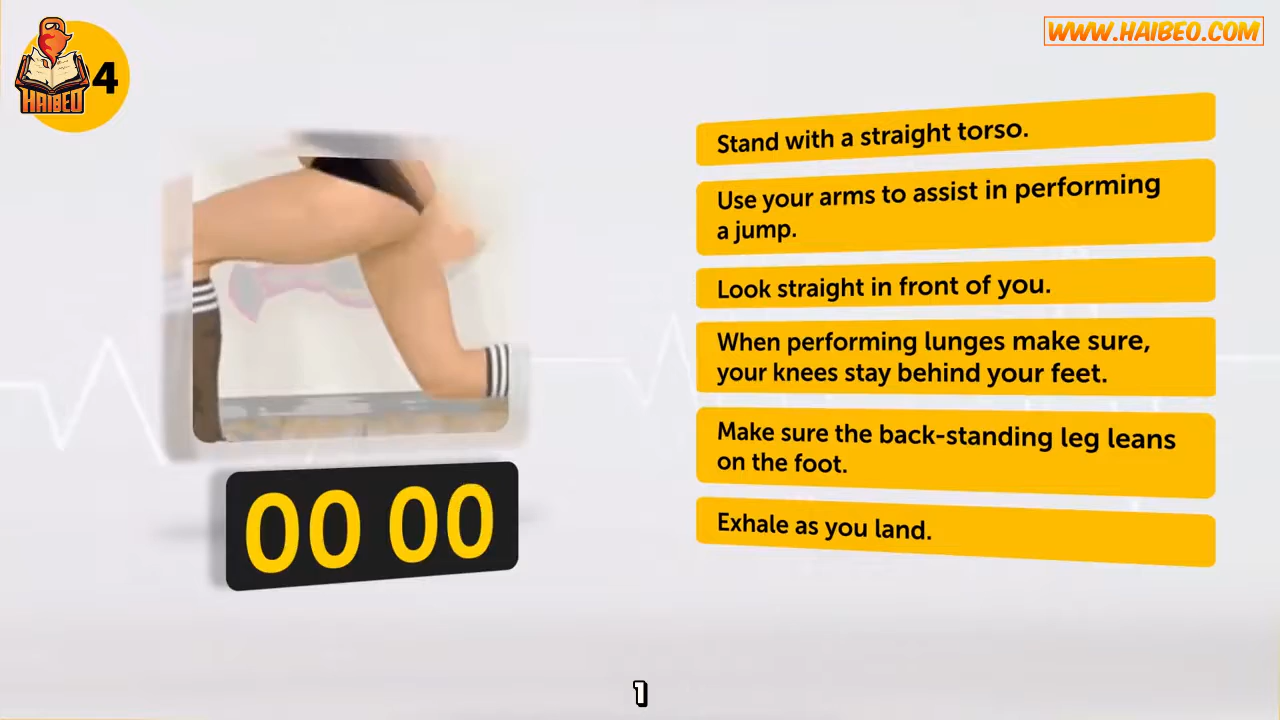 WWW.HAIBEO.COM
HAIBEO
4
Stand with a straight torso.
Use your arms to assist in performing
a jump.
Look straight in front of you.
When performing lunges make sure,
your knees stay behind your feet.
Make sure the back-standing leg leans
on the foot.
Exhale as you land.
00 00
1